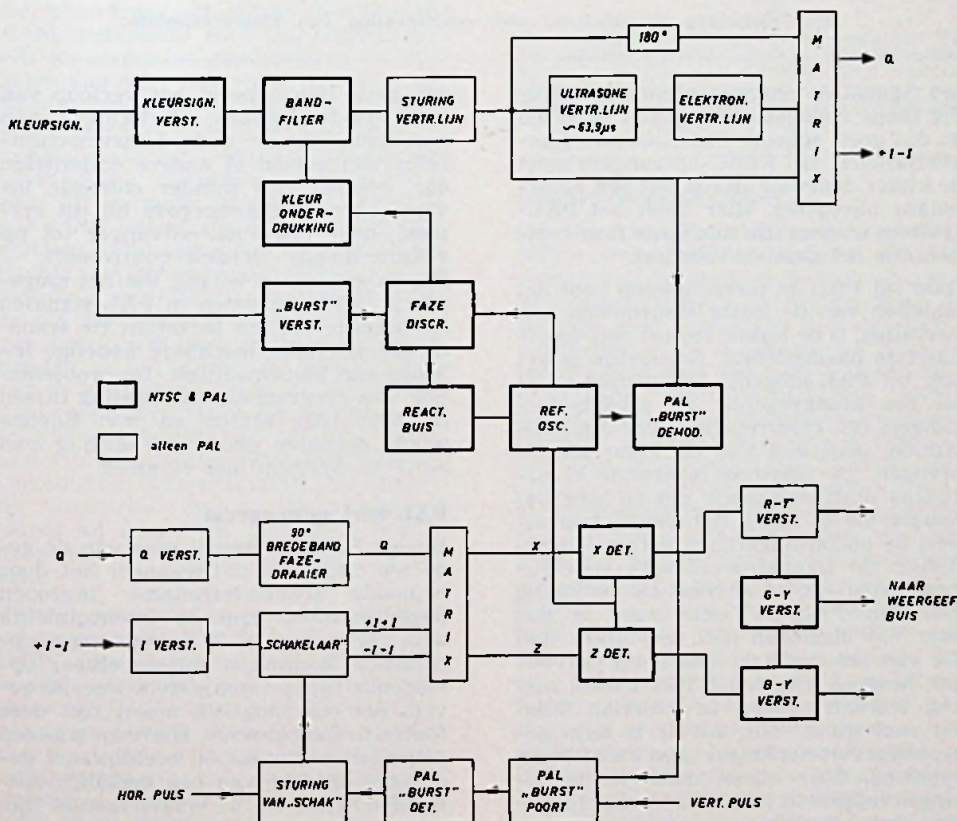 180°
M
A
T
R
I
X
Q
+I-I
KLEURSIGN.
KLEURSIGN.
VERST.
BAND-
FILTER
STURING
VERTR.LIJN
ULTRASONE
VERTR.LIJN
∽ 63,9µs
ELEKTRON.
VERTR.LIJN
KLEUR
ONDER-
DRUKKING
„BURST"
VERST.
FAZE
DISCR.
NTSC & PAL
alleen PAL
REACT.
BUIS
REF.
OSC.
PAL
„BURST"
DEMOD.
Q
Q VERST.
90°
BREDEBAND
FAZE-
DRAAIER
Q
M
A
T
R
I
X
X
X DET.
R-Y
VERST.
G-Y
VERST.
NAAR
WEERGEEF
BUIS
+I-I
I VERST.
„SCHAKELAAR"
+I+I
-I-I
Z
Z DET.
B-Y
VERST.
HOR. PULS
STURING
VAN „SCHAK"
PAL
„BURST"
DET.
PAL
„BURST"
POORT
VERT. PULS